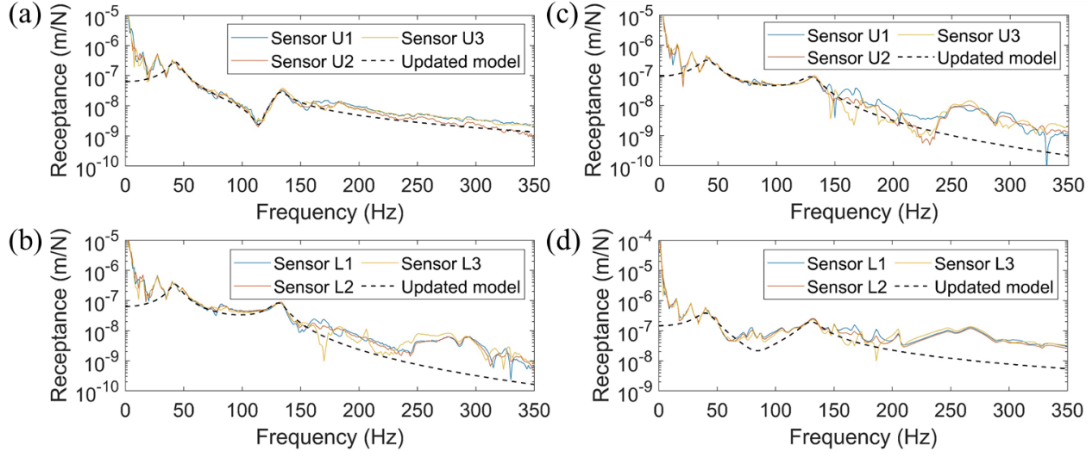 (a)
Receptance (m/N)
10^-5
10^-6
10^-7
10^-8
10^-9
10^-10
Sensor U1 Sensor U3
Sensor U2 Updated model
0 50 100 150 200 250 300 350
Frequency (Hz)
(c)
Receptance (m/N)
10^-5
10^-6
10^-7
10^-8
10^-9
10^-10
Sensor U1 Sensor U3
Sensor U2 Updated model
0 50 100 150 200 250 300 350
Frequency (Hz)
(b)
Receptance (m/N)
10^-5
10^-6
10^-7
10^-8
10^-9
10^-10
Sensor L1 Sensor L3
Sensor L2 Updated model
0 50 100 150 200 250 300 350
Frequency (Hz)
(d)
Receptance (m/N)
10^-4
10^-5
10^-6
10^-7
10^-8
10^-9
Sensor L1 Sensor L3
Sensor L2 Updated model
0 50 100 150 200 250 300 350
Frequency (Hz)